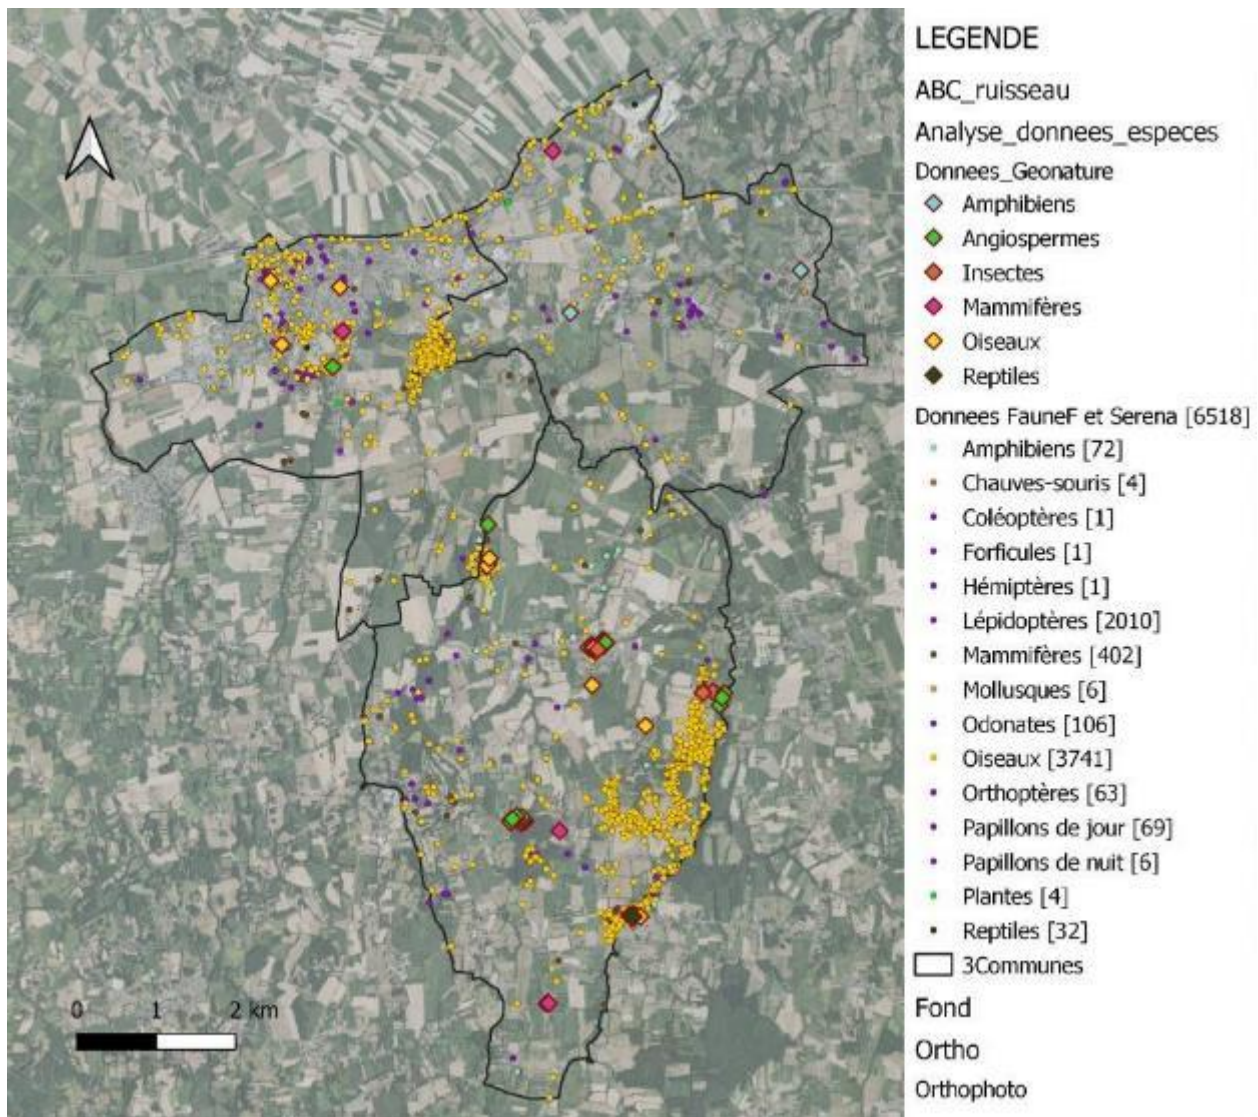 LEGENDE
ABC_ruisseau
Analyse_donnees_espèces
Donnees_Geonature
Amphibiens
Angiospermes
Insectes
Mammifères
Oiseaux
Reptiles
Donnees FauneF et Serena [6518]
Amphibiens [72]
Chauves-souris [4]
Coléoptères [1]
Forficules [1]
Hémiptères [1]
Lépidoptères [2010]
Mammifères [402]
Mollusques [6]
Odonates [106]
Oiseaux [3741]
Orthoptères [63]
Papillons de jour [69]
Papillons de nuit [6]
Plantes [4]
Reptiles [32]
3Communes
Fond
Ortho
Orthophoto
0 1 2 km